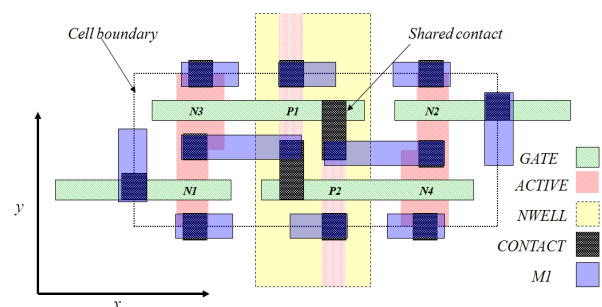 Cell boundary
Shared contact
N3
P1
N2
N1
P2
N4
GATE
ACTIVE
NWELL
CONTACT
M1
y
x